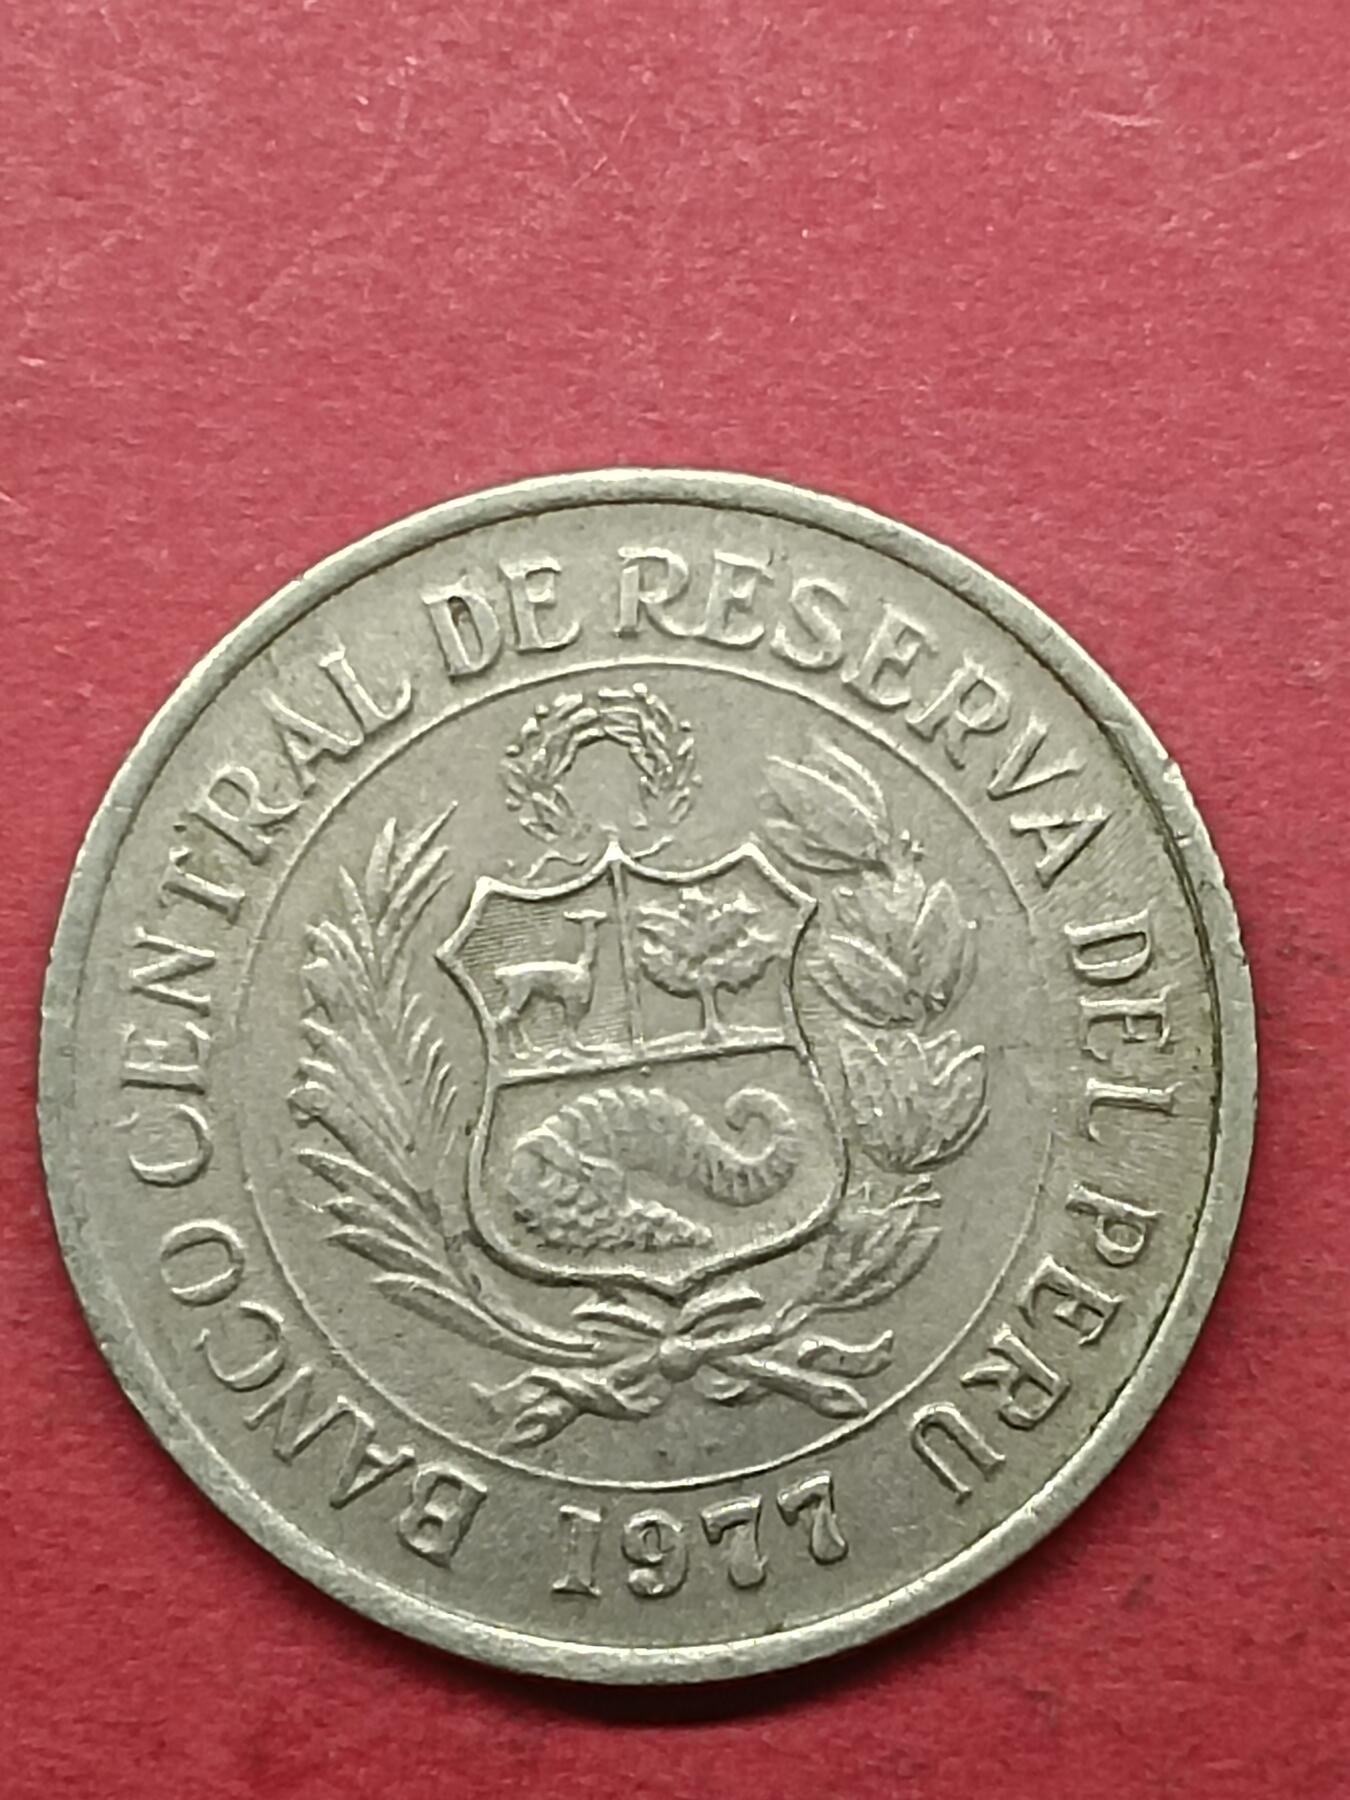 BANCO CENTRAL DE RESERVA DEL PERU
1977